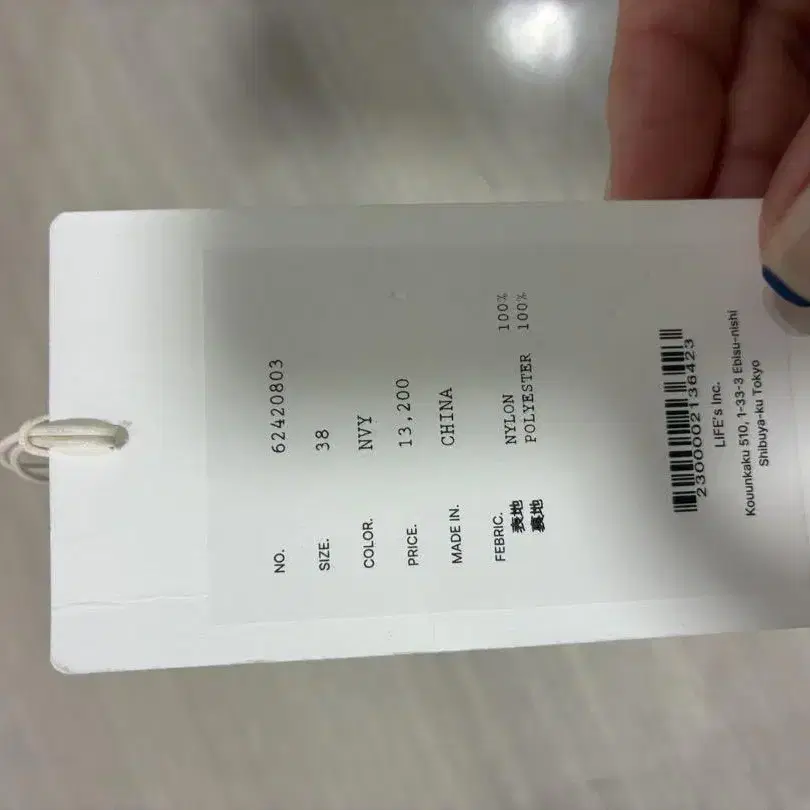 NO. 62420803
SIZE. 38
COLOR. NVY
PRICE. 13,200
MADE IN. CHINA
FEBRIC.
表地 NYLON 100%
裏地 POLYESTER 100%
2300002136423
LIFE's Inc.
Kouunkaku 510, 1-33-3 Ebisu-nishi
Shibuya-ku Tokyo